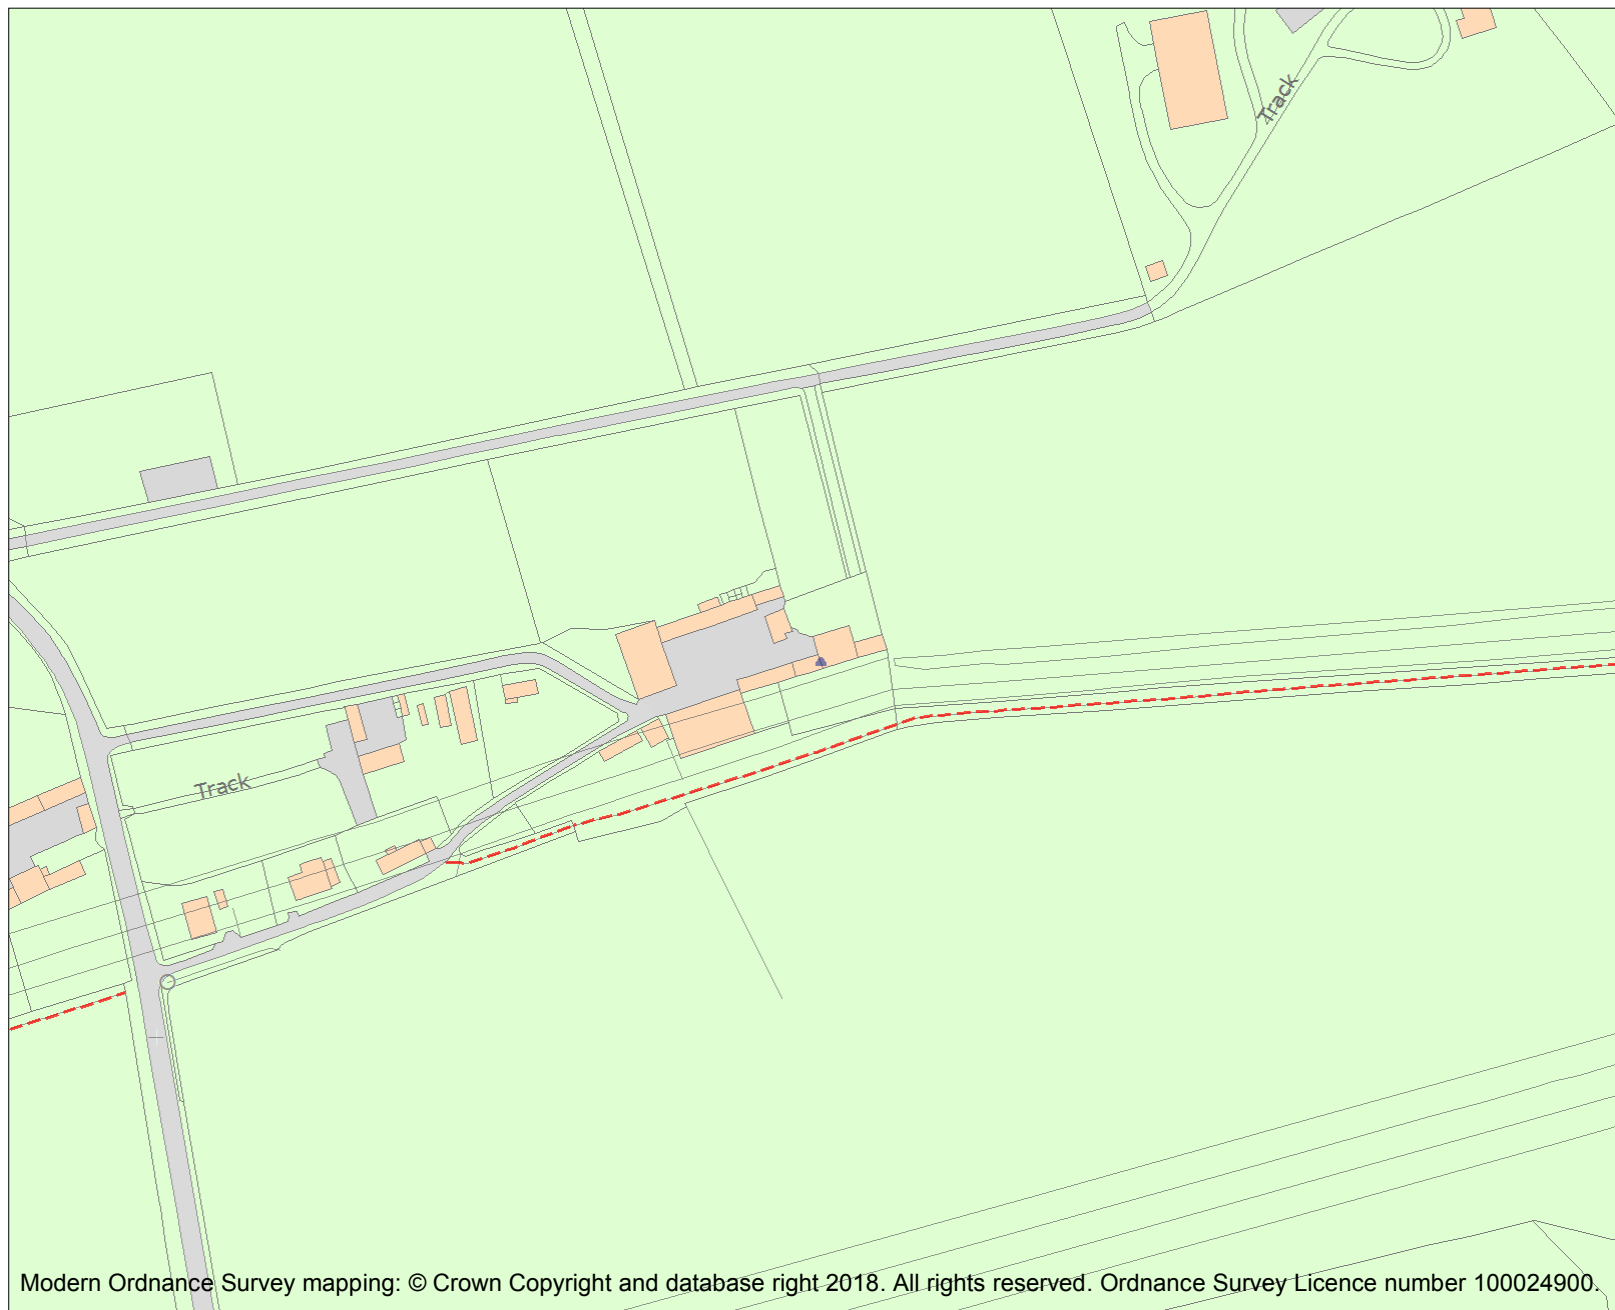 Track
Track
Modern Ordnance Survey mapping: © Crown Copyright and database right 2018. All rights reserved. Ordnance Survey Licence number 100024900.